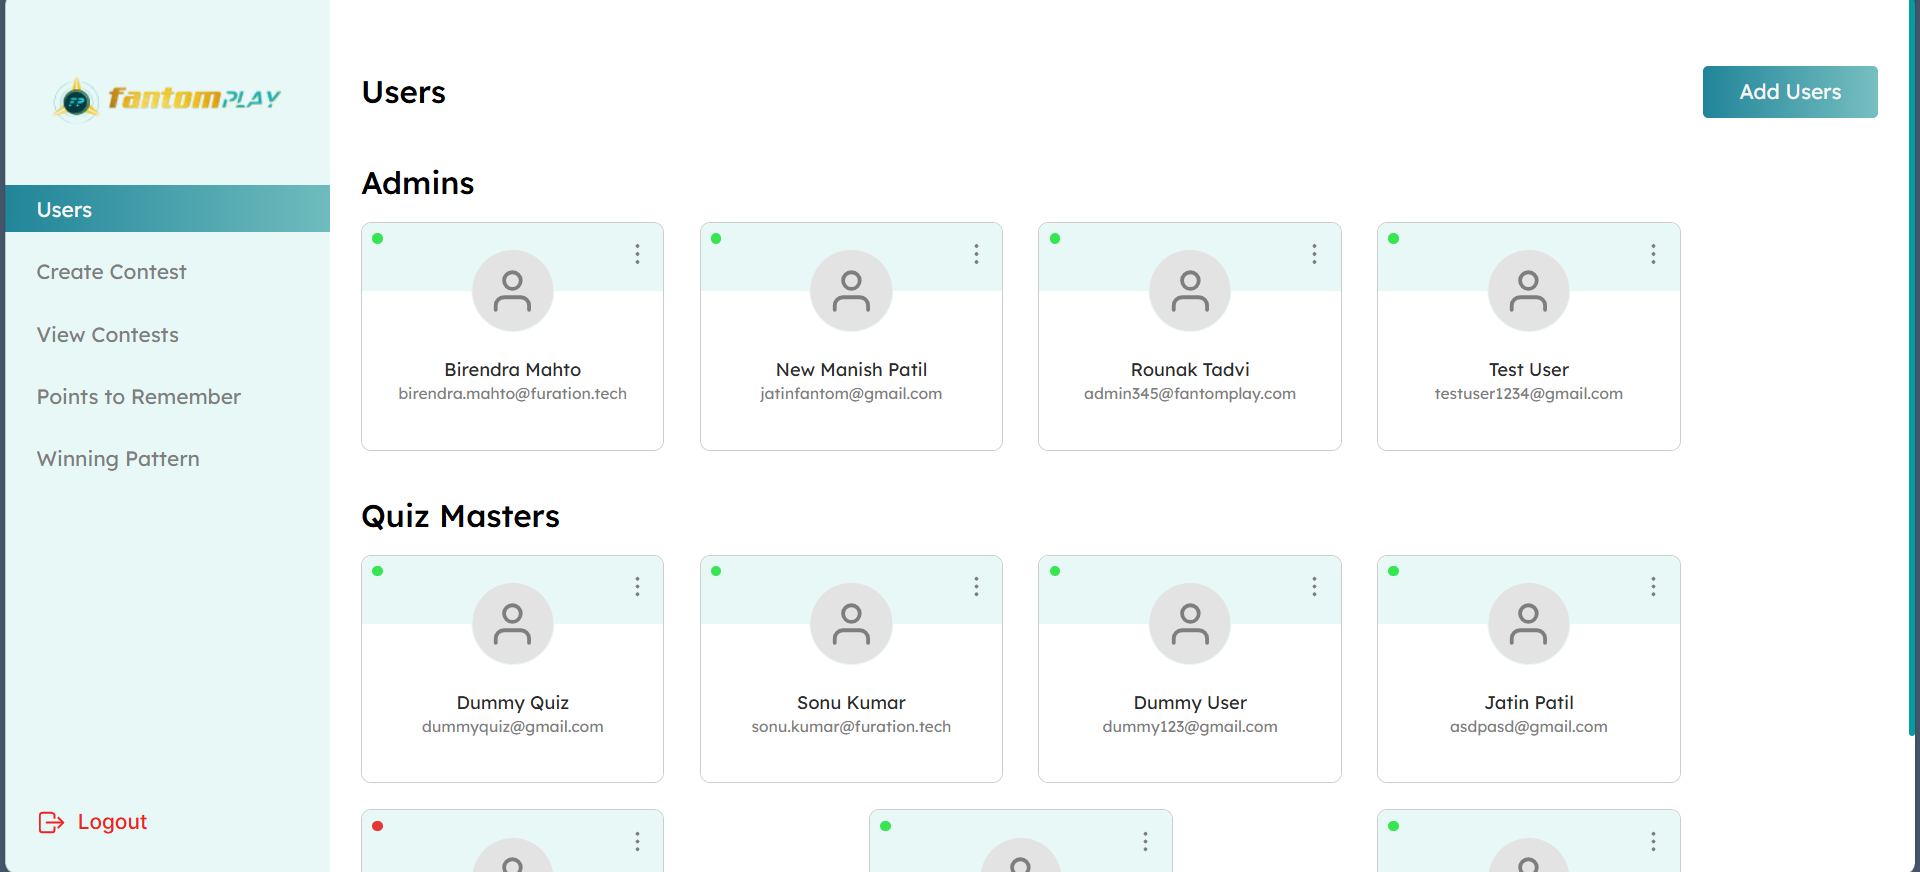 FP fantomPLAY
Users
Create Contest
View Contests
Points to Remember
Winning Pattern
Logout
Users
Add Users
Admins
Birendra Mahto
birendra.mahto@furation.tech
New Manish Patil
jatinfantom@gmail.com
Rounak Tadvi
admin345@fantomplay.com
Test User
testuser1234@gmail.com
Quiz Masters
Dummy Quiz
dummyquiz@gmail.com
Sonu Kumar
sonu.kumar@furation.tech
Dummy User
dummy123@gmail.com
Jatin Patil
asdpasd@gmail.com